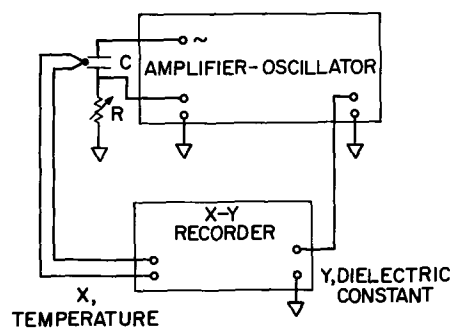 ~
C
AMPLIFIER-OSCILLATOR
R
X-Y
RECORDER
X,
TEMPERATURE
Y, DIELECTRIC
CONSTANT